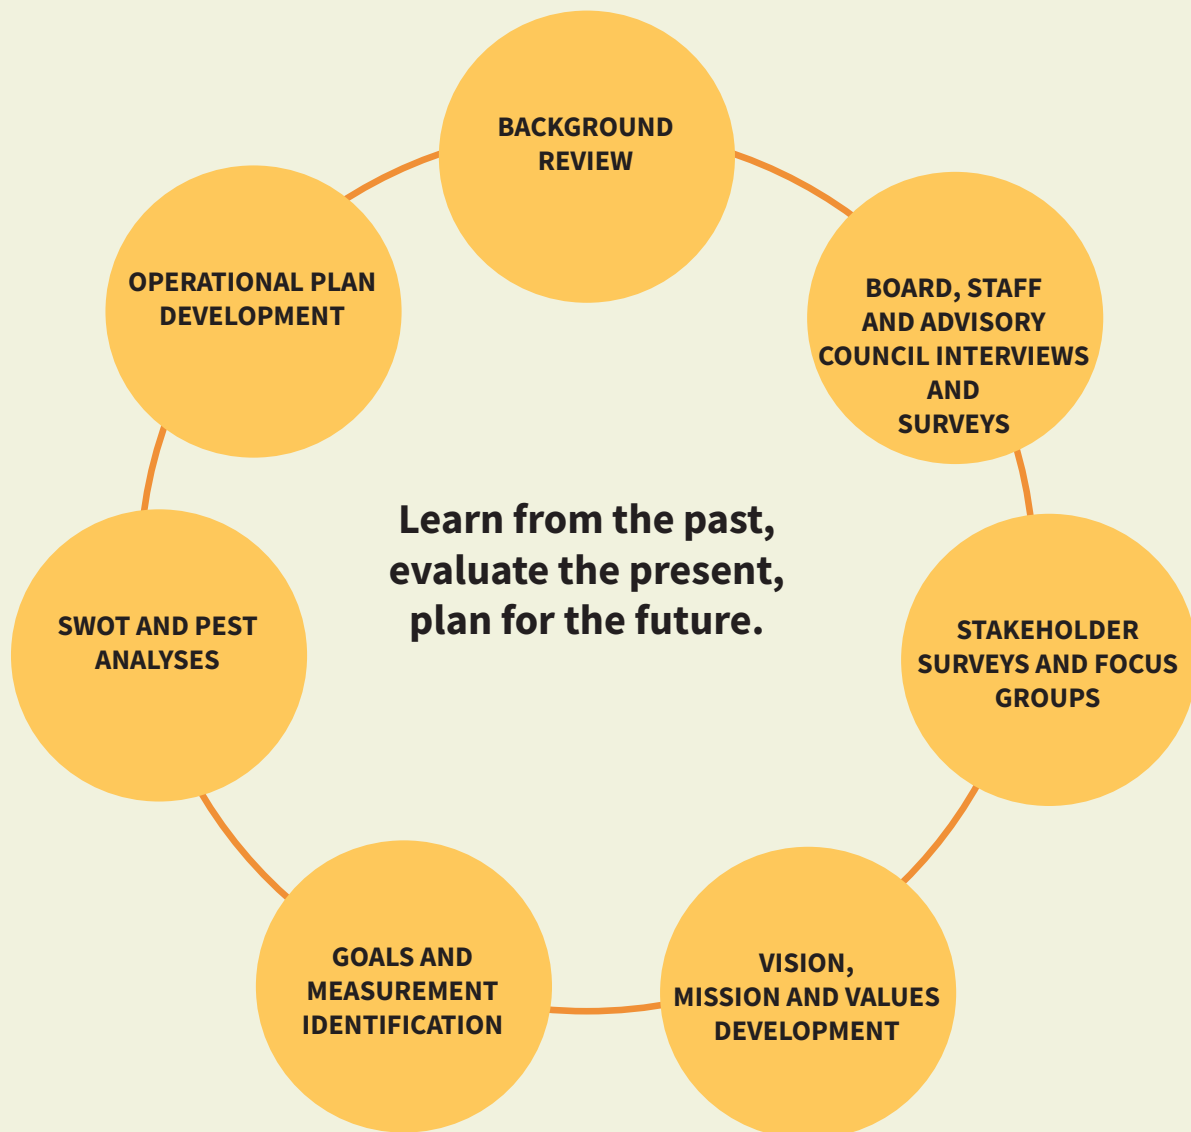 BACKGROUND
REVIEW
BOARD, STAFF
AND ADVISORY
COUNCIL INTERVIEWS
AND
SURVEYS
STAKEHOLDER
SURVEYS AND FOCUS
GROUPS
VISION,
MISSION AND VALUES
DEVELOPMENT
GOALS AND
MEASUREMENT
IDENTIFICATION
SWOT AND PEST
ANALYSES
OPERATIONAL PLAN
DEVELOPMENT
Learn from the past,
evaluate the present,
plan for the future.